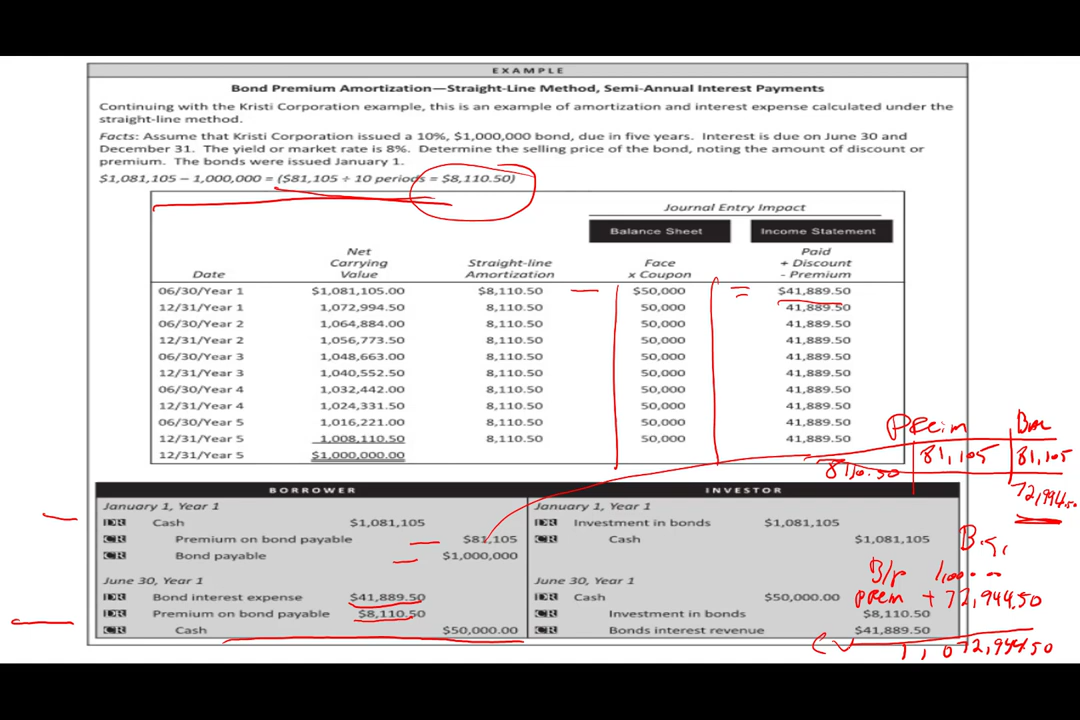 EXAMPLE
Bond Premium Amortization—Straight-Line Method, Semi-Annual Interest Payments
Continuing with the Kristi Corporation example, this is an example of amortization and interest expense calculated under the
straight-line method.
Facts: Assume that Kristi Corporation issued a 10%, $1,000,000 bond, due in five years. Interest is due on June 30 and
December 31. The yield or market rate is 8%. Determine the selling price of the bond, noting the amount of discount or
premium. The bonds were issued January 1.
$1,081,105 – 1,000,000 = ($81,105 ÷ 10 periods = $8,110.50)
Journal Entry Impact
Balance Sheet Income Statement
Net Paid
Carrying Straight-line Face + Discount
Date Value Amortization x Coupon - Premium
06/30/Year 1 $1,081,105.00 $8,110.50 — $50,000 = $41,889.50
12/31/Year 1 1,072,994.50 8,110.50 50,000 41,889.50
06/30/Year 2 1,064,884.00 8,110.50 50,000 41,889.50
12/31/Year 2 1,056,773.50 8,110.50 50,000 41,889.50
06/30/Year 3 1,048,663.00 8,110.50 50,000 41,889.50
12/31/Year 3 1,040,552.50 8,110.50 50,000 41,889.50
06/30/Year 4 1,032,442.00 8,110.50 50,000 41,889.50
12/31/Year 4 1,024,331.50 8,110.50 50,000 41,889.50
06/30/Year 5 1,016,221.00 8,110.50 50,000 41,889.50
12/31/Year 5 1,008,110.50 8,110.50 50,000 41,889.50
12/31/Year 5 $1,000,000.00
Prem
8110.50 81,105 81,105
72,994.50
BORROWER
January 1, Year 1
DR Cash $1,081,105
CR Premium on bond payable $81,105
CR Bond payable $1,000,000
June 30, Year 1
DR Bond interest expense $41,889.50
DR Premium on bond payable $8,110.50
CR Cash $50,000.00
INVESTOR
January 1, Year 1
DR Investment in bonds $1,081,105
CR Cash $1,081,105
June 30, Year 1
DR Cash $50,000.00
CR Investment in bonds $8,110.50
CR Bonds interest revenue $41,889.50
B.S.
B/P
Prem + 72,944.50
CV 1,072,944.50